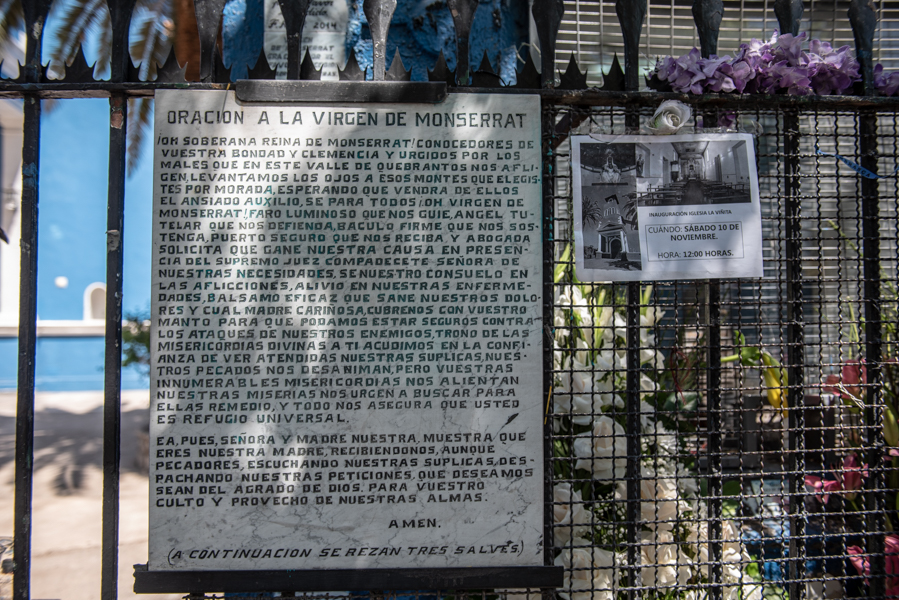 2014
ORACION A LA VIRGEN DE MONSERRAT
¡OH SOBERANA REINA DE MONSERRAT! CONOCEDORES DE
VUESTRA BONDAD Y CLEMENCIA Y URGIDOS POR LOS
MALES QUE EN ESTE VALLE DE QUEBRANTOS NOS AFLI-
GEN, LEVANTAMOS LOS OJOS A ESOS MONTES QUE ELEGIS-
TES POR MORADA, ESPERANDO QUE VENDRA DE ELLOS
EL ANSIADO AUXILIO, SE PARA TODOS ¡OH VIRGEN DE
MONSERRAT! FARO LUMINOSO QUE NOS GUIE, ANGEL TU-
TELAR QUE NOS DEFIENDA, BACULO FIRME QUE NOS SOS-
TENGA, PUERTO SEGURO QUE NOS RECIBA Y ABOGADA
SOLICITA QUE GANE NUESTRA CAUSA EN PRESEN-
CIA DEL SUPREMO JUEZ COMPADECETE SEÑORA DE
NUESTRAS NECESIDADES, SE NUESTRO CONSUELO EN
LAS AFLICCIONES, ALIVIO EN NUESTRAS ENFERME-
DADES, BALSAMO EFICAZ QUE SANE NUESTROS DOLO-
RES Y CUAL MADRE CARIÑOSA, CUBRENOS CON VUESTRO
MANTO PARA QUE PODAMOS ESTAR SEGUROS CONTRA
LOS ATAQUES DE NUESTROS ENEMIGOS, TRONO DE LAS
MISERICORDIAS DIVINAS A TI ACUDIMOS EN LA CONFI-
ANZA DE VER ATENDIDAS NUESTRAS SUPLICAS, NUES-
TROS PECADOS NOS DESANIMAN, PERO VUESTRAS
INNUMERABLES MISERICORDIAS NOS ALIENTAN
NUESTRAS MISERIAS NOS URGEN A BUSCAR PARA
ELLAS REMEDIO, Y TODO NOS ASEGURA QUE USTED
ES REFUGIO UNIVERSAL.
EA, PUES, SEÑORA Y MADRE NUESTRA, MUESTRA QUE
ERES NUESTRA MADRE, RECIBIENDONOS, AUNQUE
PECADORES, ESCUCHANDO NUESTRAS SUPLICAS, DES-
PACHANDO NUESTRAS PETICIONES, QUE DESEAMOS
SEAN DEL AGRADO DE DIOS, PARA VUESTRO
CULTO Y PROVECHO DE NUESTRAS ALMAS.
AMEN.
(A CONTINUACION SE REZAN TRES SALVES)
INAUGURACIÓN IGLESIA LA VIÑITA
CUÁNDO: SÁBADO 10 DE
NOVIEMBRE.
HORA: 12:00 HORAS.